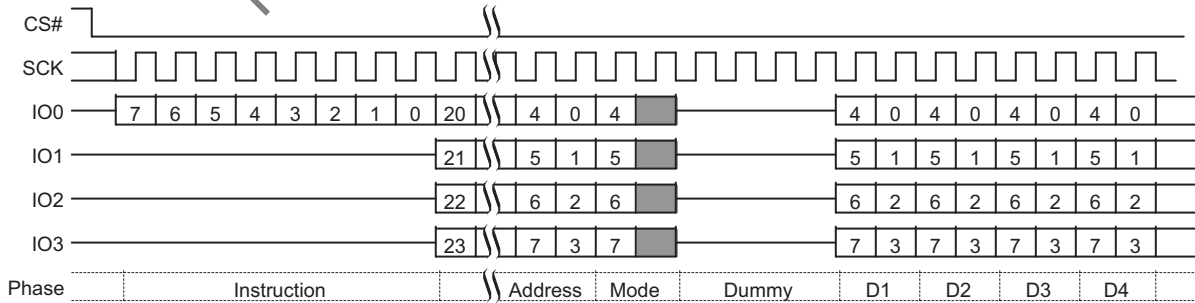 CS#
SCK
IO0 7 6 5 4 3 2 1 0 20 4 0 4 4 0 4 0 4 0 4 0
IO1 21 5 1 5 5 1 5 1 5 1 5 1
IO2 22 6 2 6 6 2 6 2 6 2 6 2
IO3 23 7 3 7 7 3 7 3 7 3 7 3
Phase Instruction Address Mode Dummy D1 D2 D3 D4